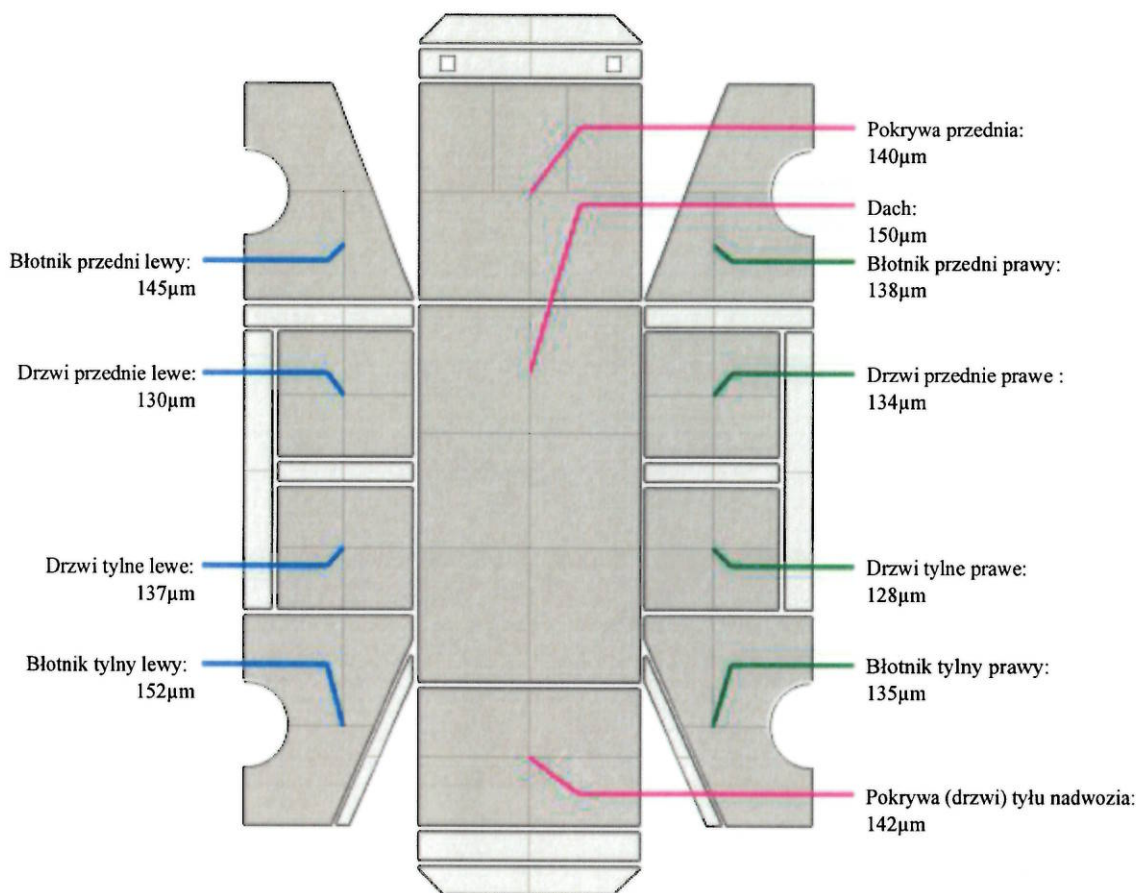 Pokrywa przednia:
140µm
Dach:
150µm
Błotnik przedni lewy:
145µm
Błotnik przedni prawy:
138µm
Drzwi przednie lewe:
130µm
Drzwi przednie prawe :
134µm
Drzwi tylne lewe:
137µm
Drzwi tylne prawe:
128µm
Błotnik tylny lewy:
152µm
Błotnik tylny prawy:
135µm
Pokrywa (drzwi) tyłu nadwozia:
142µm